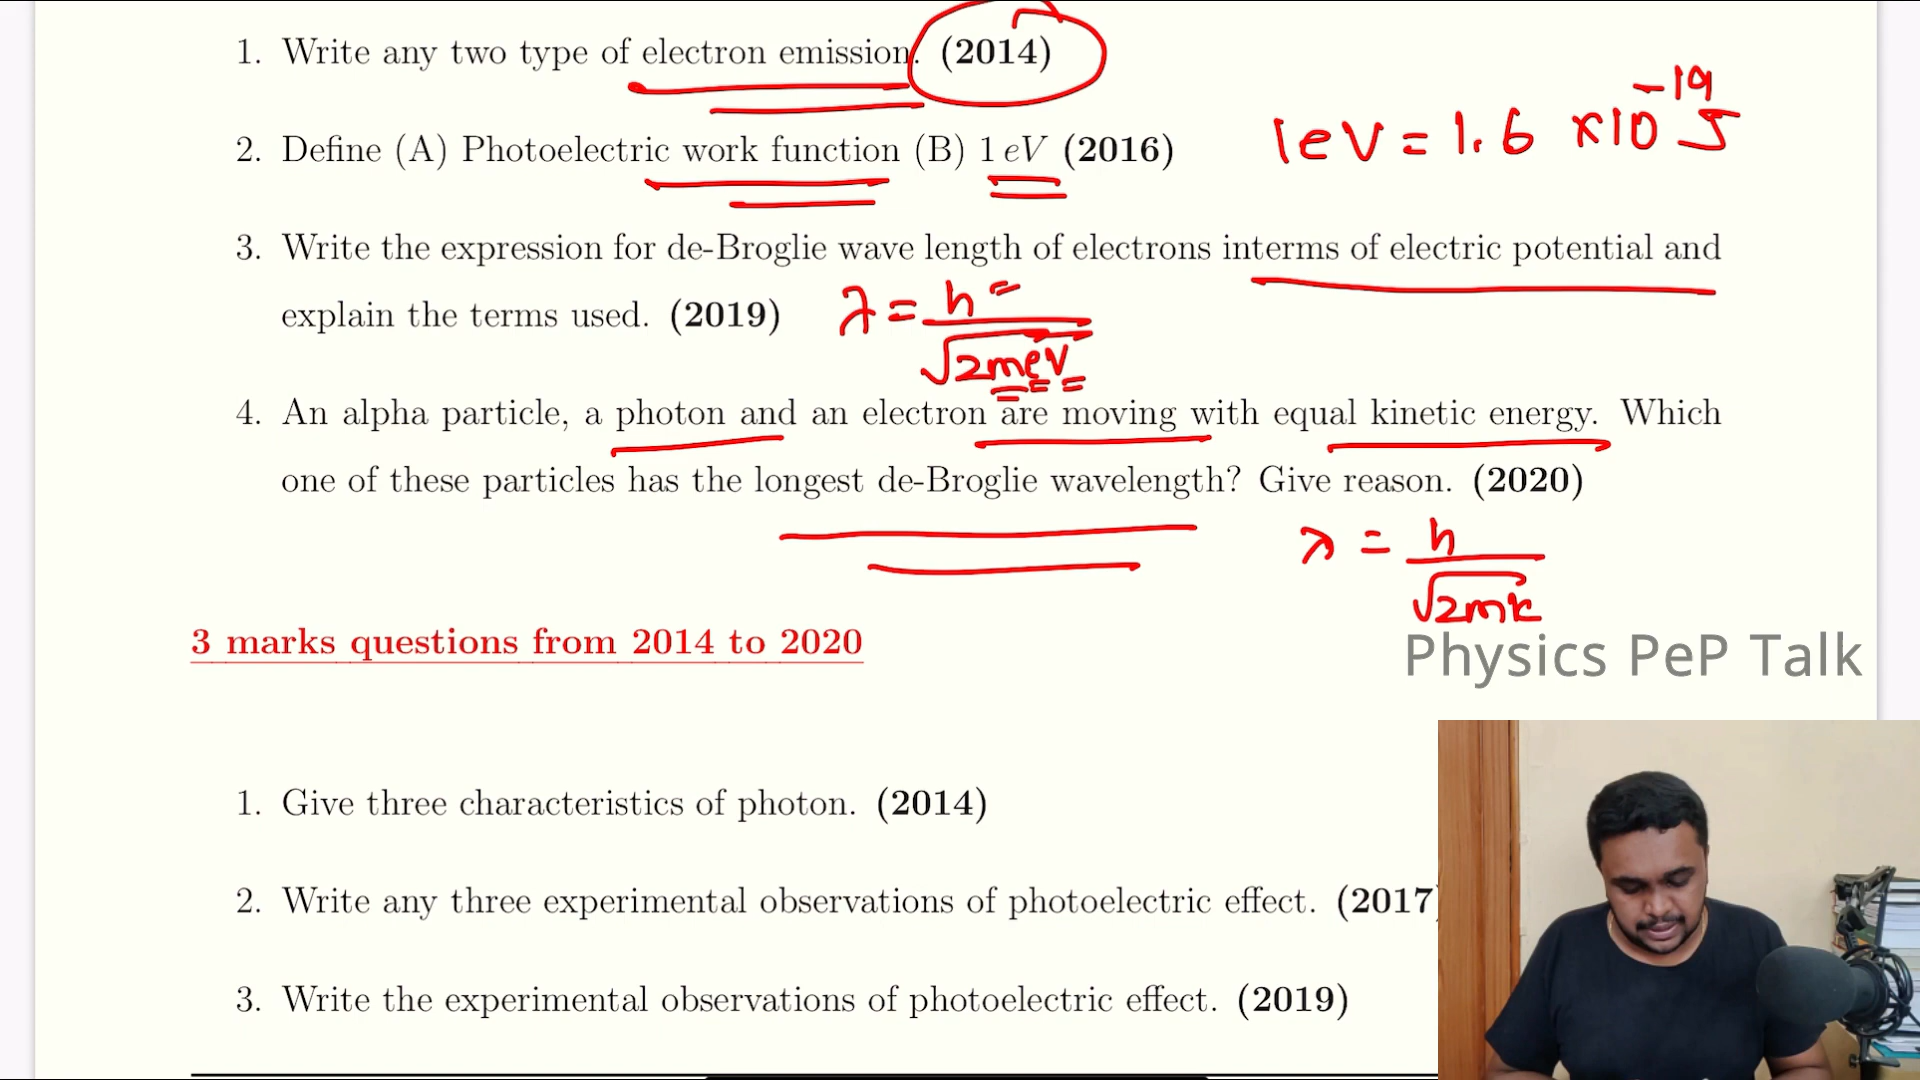 1. Write any two type of electron emission. (2014)
1eV = 1.6 ×10⁻¹⁹ J
2. Define (A) Photoelectric work function (B) 1 eV (2016)
3. Write the expression for de-Broglie wave length of electrons interms of electric potential and
explain the terms used. (2019)
λ = h / √2meV
4. An alpha particle, a photon and an electron are moving with equal kinetic energy. Which
one of these particles has the longest de-Broglie wavelength? Give reason. (2020)
λ = h / √2mk
3 marks questions from 2014 to 2020
Physics PeP Talk
1. Give three characteristics of photon. (2014)
2. Write any three experimental observations of photoelectric effect. (2017)
3. Write the experimental observations of photoelectric effect. (2019)